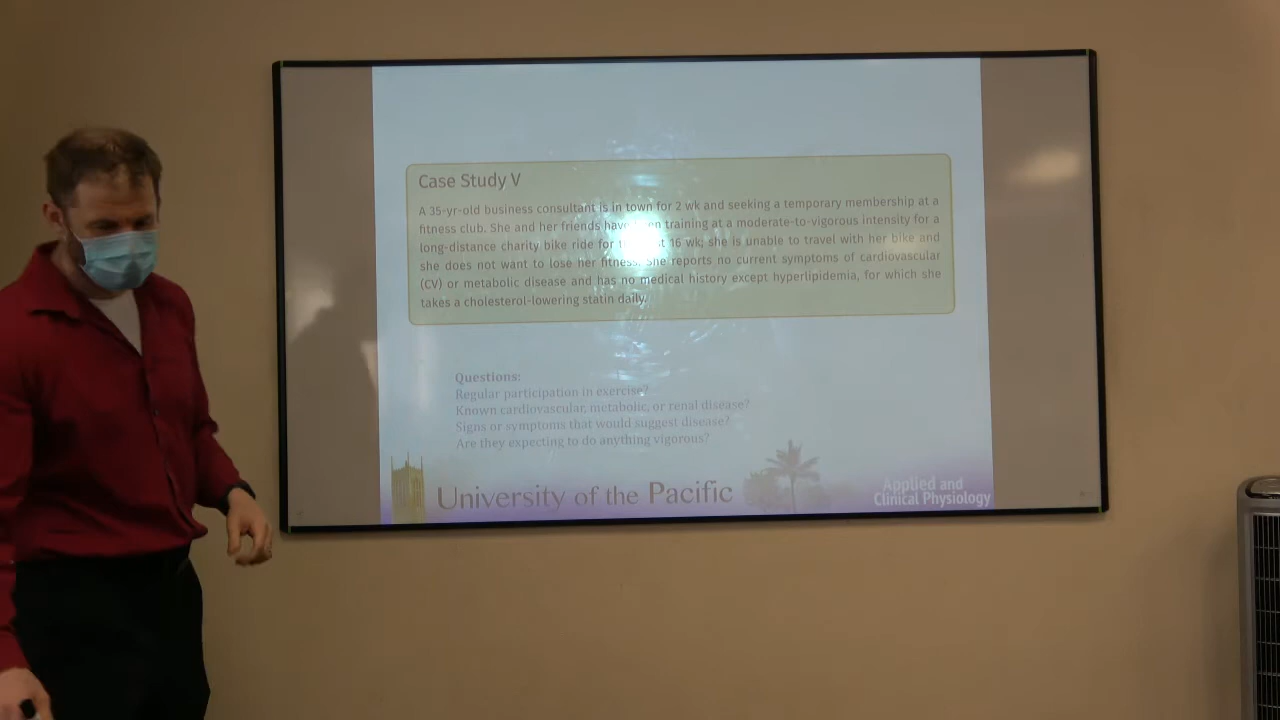 Case Study V
A 35-yr-old business consultant is in town for 2 wk and seeking a temporary membership at a
fitness club. She and her friends have training at a moderate-to-vigorous intensity for a
long-distance charity bike ride for 16 wk; she is unable to travel with her bike and
she does not want to lose her fitness. She reports no current symptoms of cardiovascular
(CV) or metabolic disease and has no medical history except hyperlipidemia, for which she
takes a cholesterol-lowering statin daily.
Questions:
Regular participation in exercise?
Known cardiovascular, metabolic, or renal disease?
Signs or symptoms that would suggest disease?
Are they expecting to do anything vigorous?
University of the Pacific
Applied and
Clinical Physiology